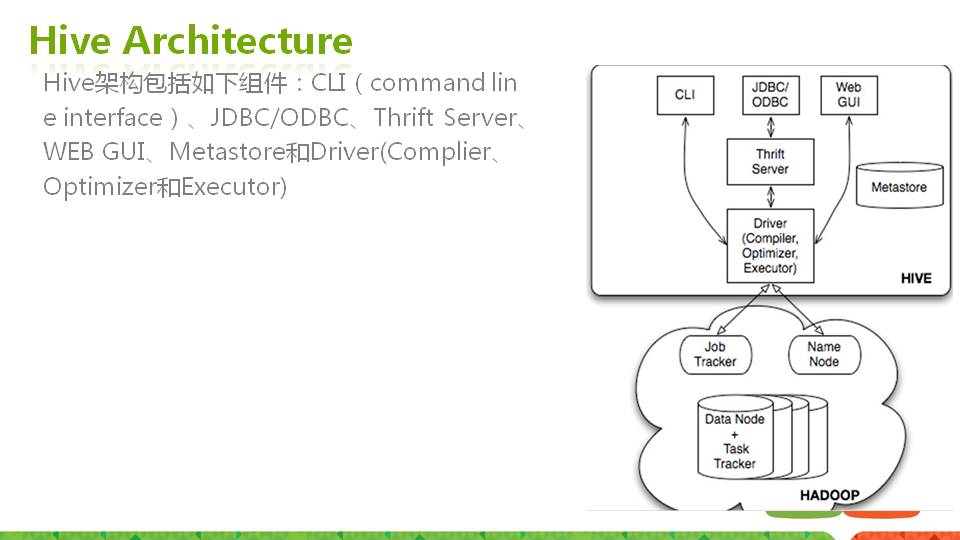 Hive Architecture
Hive架构包括如下组件：CLI（command lin
e interface）、JDBC/ODBC、Thrift Server、
WEB GUI、Metastore和Driver(Complier、
Optimizer和Executor)
CLI
JDBC/
ODBC
Web
GUI
Thrift
Server
Metastore
Driver
(Compiler,
Optimizer,
Executor)
HIVE
Job
Tracker
Name
Node
Data Node
+
Task
Tracker
HADOOP